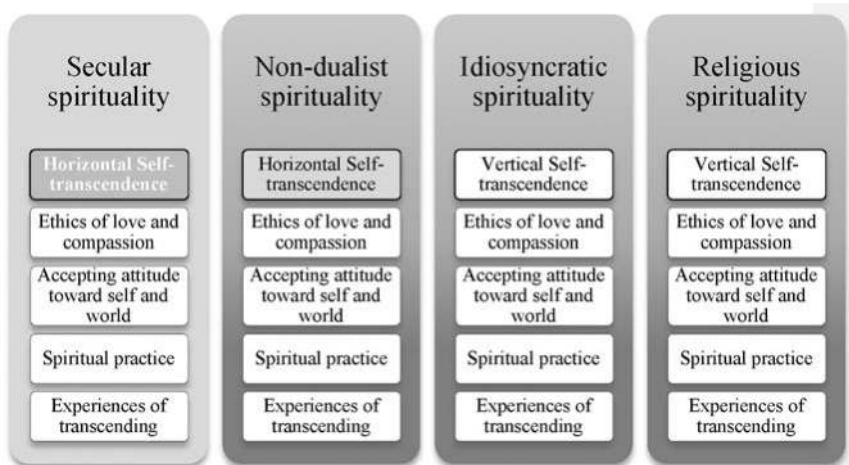 Secular
spirituality
Horizontal Self-
transcendence
Ethics of love and
compassion
Accepting attitude
toward self and
world
Spiritual practice
Experiences of
transcending
Non-dualist
spirituality
Horizontal Self-
transcendence
Ethics of love and
compassion
Accepting attitude
toward self and
world
Spiritual practice
Experiences of
transcending
Idiosyncratic
spirituality
Vertical Self-
transcendence
Ethics of love and
compassion
Accepting attitude
toward self and
world
Spiritual practice
Experiences of
transcending
Religious
spirituality
Vertical Self-
transcendence
Ethics of love and
compassion
Accepting attitude
toward self and
world
Spiritual practice
Experiences of
transcending